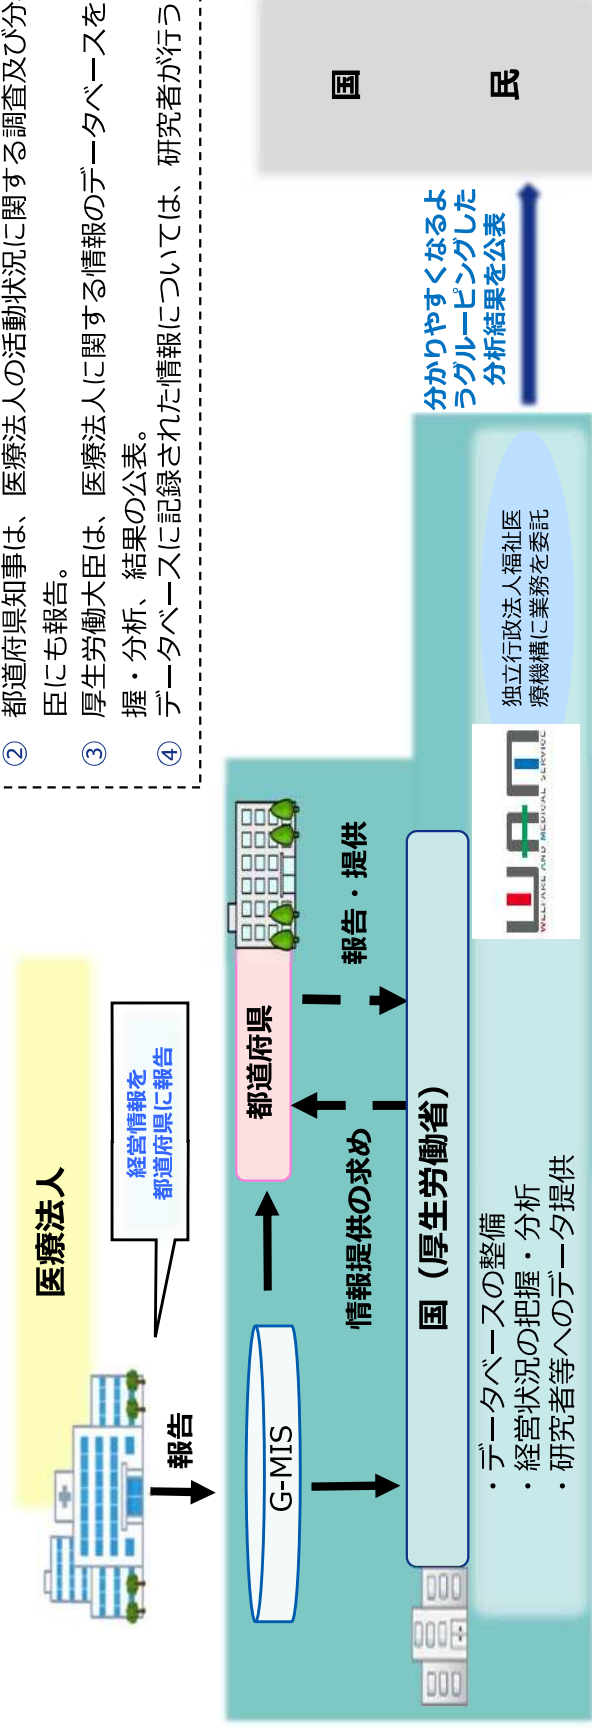 ② 都道府県知事は、医療法人の活動状況に関する調査及び分
臣にも報告。
③ 厚生労働大臣は、医療法人に関する情報のデータベースを
握・分析、結果の公表。
④ データベースに記録された情報については、研究者が行う
医療法人
経営情報を
都道府県に報告
報告
G-MIS
都道府県
情報提供の求め
報告・提供
国（厚生労働省）
・データベースの整備
・経営状況の把握・分析
・研究者等へのデータ提供
WAM
WELFARE AND MEDICAL SERVICE
独立行政法人福祉医
療機構に業務を委託
分かりやすくなるよ
うグルーピングした
分析結果を公表
国民